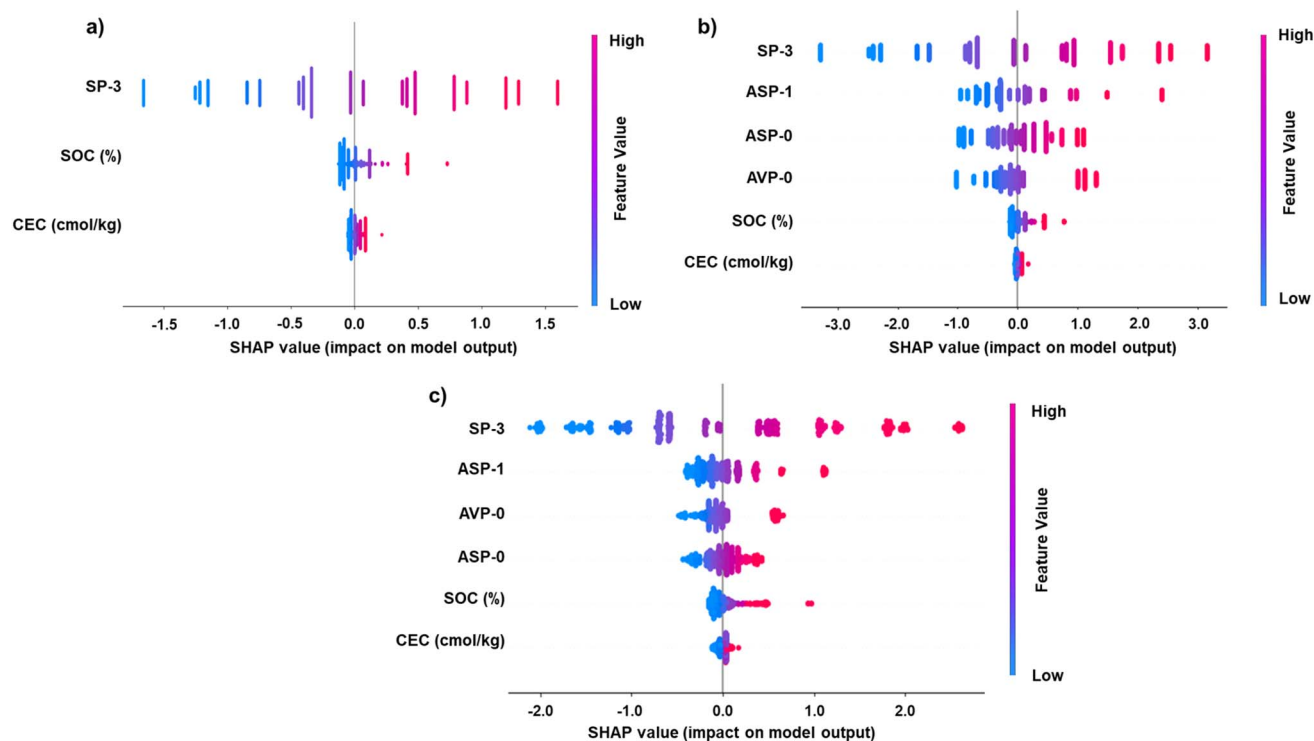 a)
High
SP-3
SOC (%)
CEC (cmol/kg)
Feature Value
Low
-1.5 -1.0 -0.5 0.0 0.5 1.0 1.5
SHAP value (impact on model output)
b)
High
SP-3
ASP-1
ASP-0
AVP-0
SOC (%)
CEC (cmol/kg)
Feature Value
Low
-3.0 -2.0 -1.0 0.0 1.0 2.0 3.0
SHAP value (impact on model output)
c)
High
SP-3
ASP-1
AVP-0
ASP-0
SOC (%)
CEC (cmol/kg)
Feature Value
Low
-2.0 -1.0 0.0 1.0 2.0
SHAP value (impact on model output)